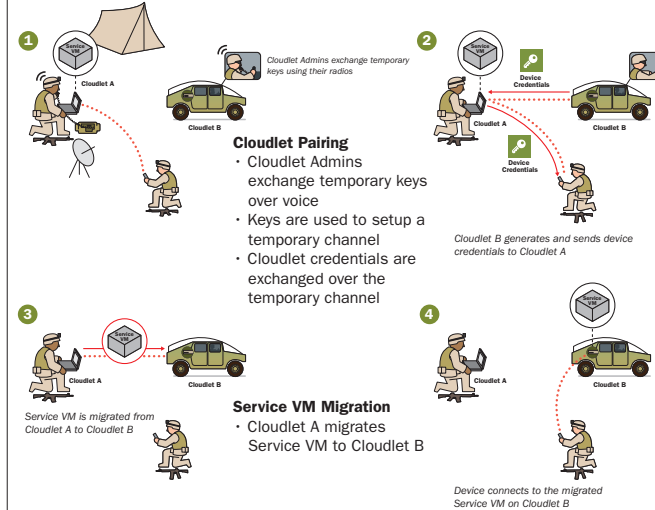 1
Service
VM
Cloudlet A
Cloudlet Admins exchange temporary
keys using their radios
Cloudlet B
Cloudlet Pairing
· Cloudlet Admins
exchange temporary keys
over voice
· Keys are used to setup a
temporary channel
· Cloudlet credentials are
exchanged over the
temporary channel
2
Service
VM
Device
Credentials
Cloudlet A
Cloudlet B
Device
Credentials
Cloudlet B generates and sends device
credentials to Cloudlet A
3
Service
VM
Cloudlet A
Cloudlet B
Service VM is migrated from
Cloudlet A to Cloudlet B
Service VM Migration
· Cloudlet A migrates
Service VM to Cloudlet B
4
Service
VM
Cloudlet A
Cloudlet B
Device connects to the migrated
Service VM on Cloudlet B